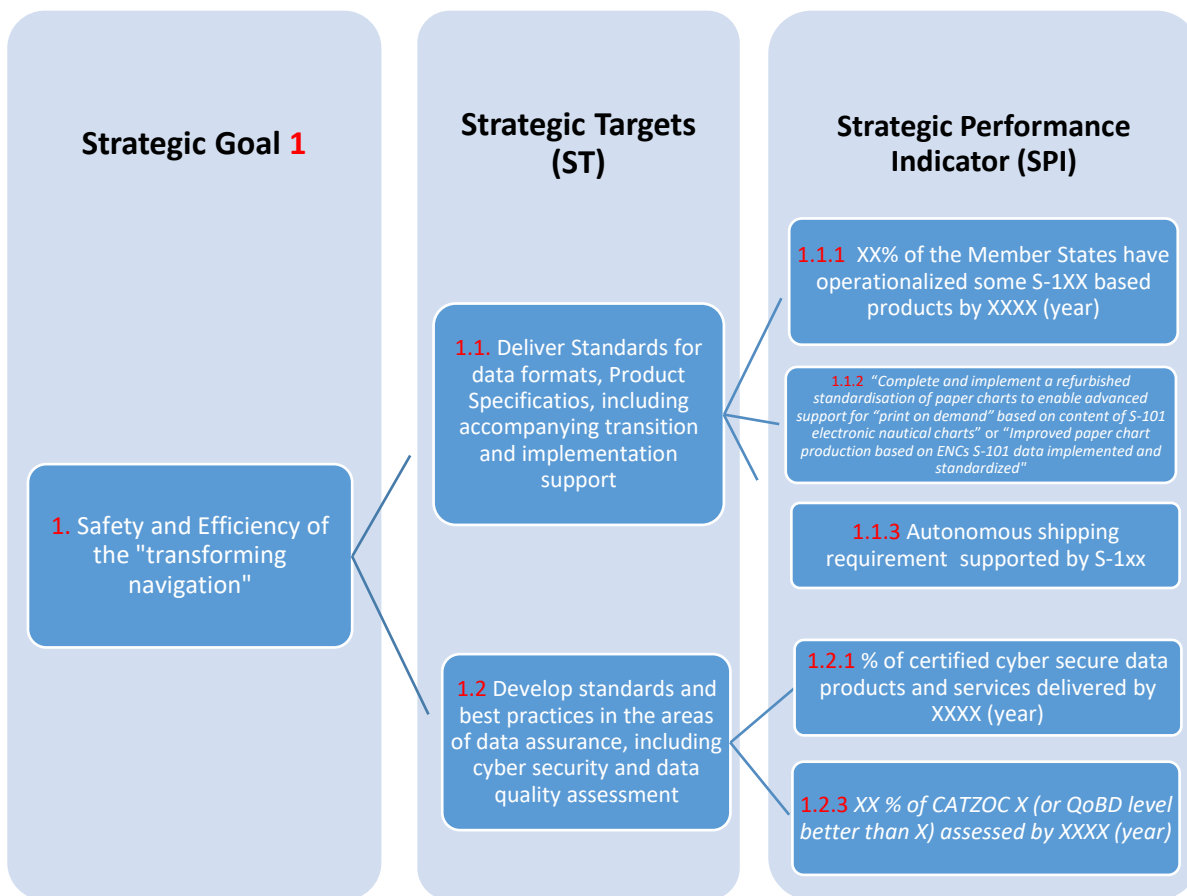 Strategic Goal 1
Strategic Targets
(ST)
Strategic Performance
Indicator (SPI)
1. Safety and Efficiency of
the "transforming
navigation"
1.1. Deliver Standards for
data formats, Product
Specificatios, including
accompanying transition
and implementation
support
1.2 Develop standards and
best practices in the areas
of data assurance, including
cyber security and data
quality assessment
1.1.1 XX% of the Member States have
operationalized some S-1XX based
products by XXXX (year)
1.1.2 “Complete and implement a refurbished
standardisation of paper charts to enable advanced
support for “print on demand” based on content of S-101
electronic nautical charts” or “Improved paper chart
production based on ENCs S-101 data implemented and
standardized"
1.1.3 Autonomous shipping
requirement supported by S-1xx
1.2.1 % of certified cyber secure data
products and services delivered by
XXXX (year)
1.2.3 XX % of CATZOC X (or QoBD level
better than X) assessed by XXXX (year)